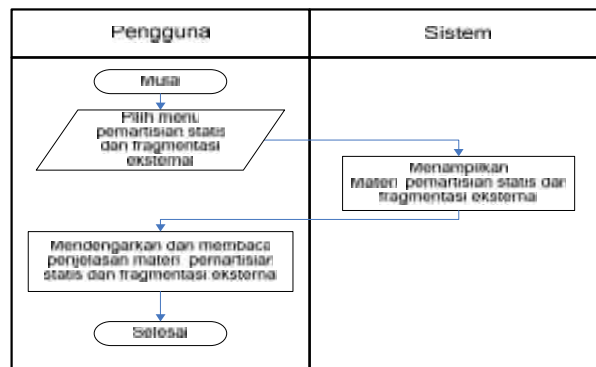 Pengguna
Sistem
Mulai
Pilih menu
pemartisian statis
dan fragmentasi
eksternal
Menampilkan
Materi pemartisian statis dan
fragmentasi eksternal
Mendengarkan dan membaca
penjelasan materi pemartisian
statis dan fragmentasi eksternal
Selesai